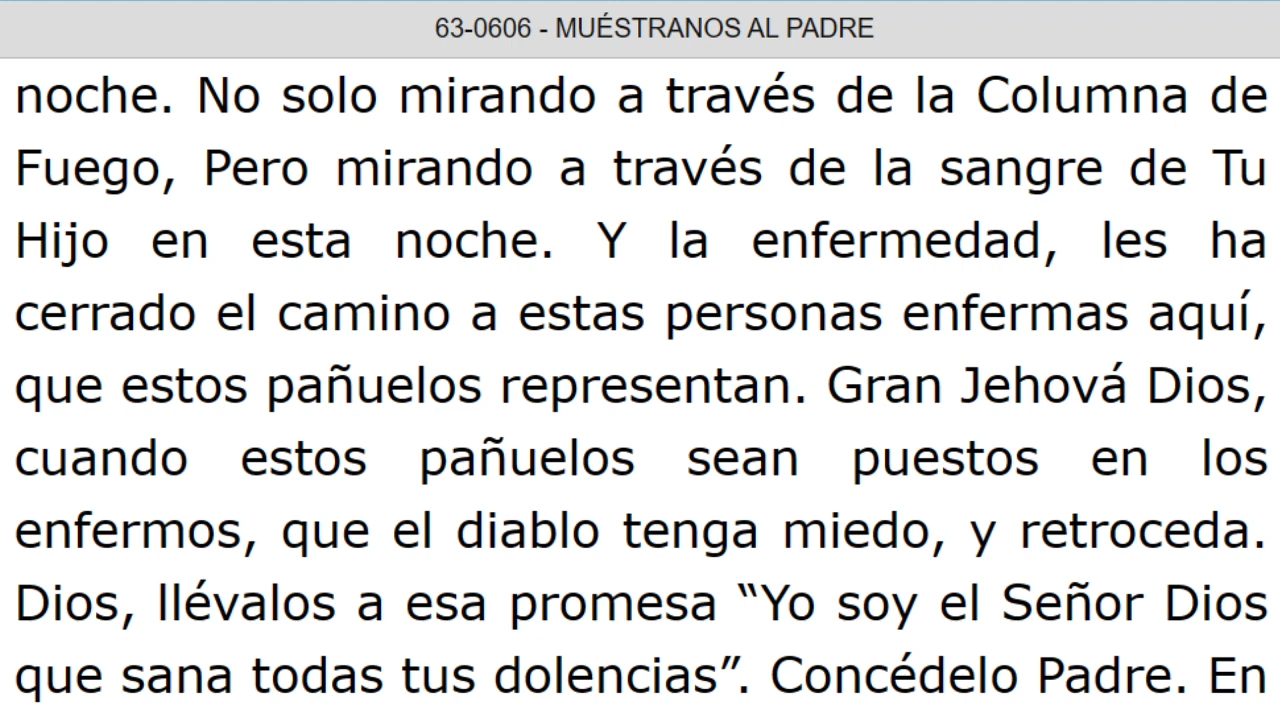 63-0606 - MUÉSTRANOS AL PADRE
noche. No solo mirando a través de la Columna de
Fuego, Pero mirando a través de la sangre de Tu
Hijo en esta noche. Y la enfermedad, les ha
cerrado el camino a estas personas enfermas aquí,
que estos pañuelos representan. Gran Jehová Dios,
cuando estos pañuelos sean puestos en los
enfermos, que el diablo tenga miedo, y retroceda.
Dios, llévalos a esa promesa “Yo soy el Señor Dios
que sana todas tus dolencias”. Concédelo Padre. En